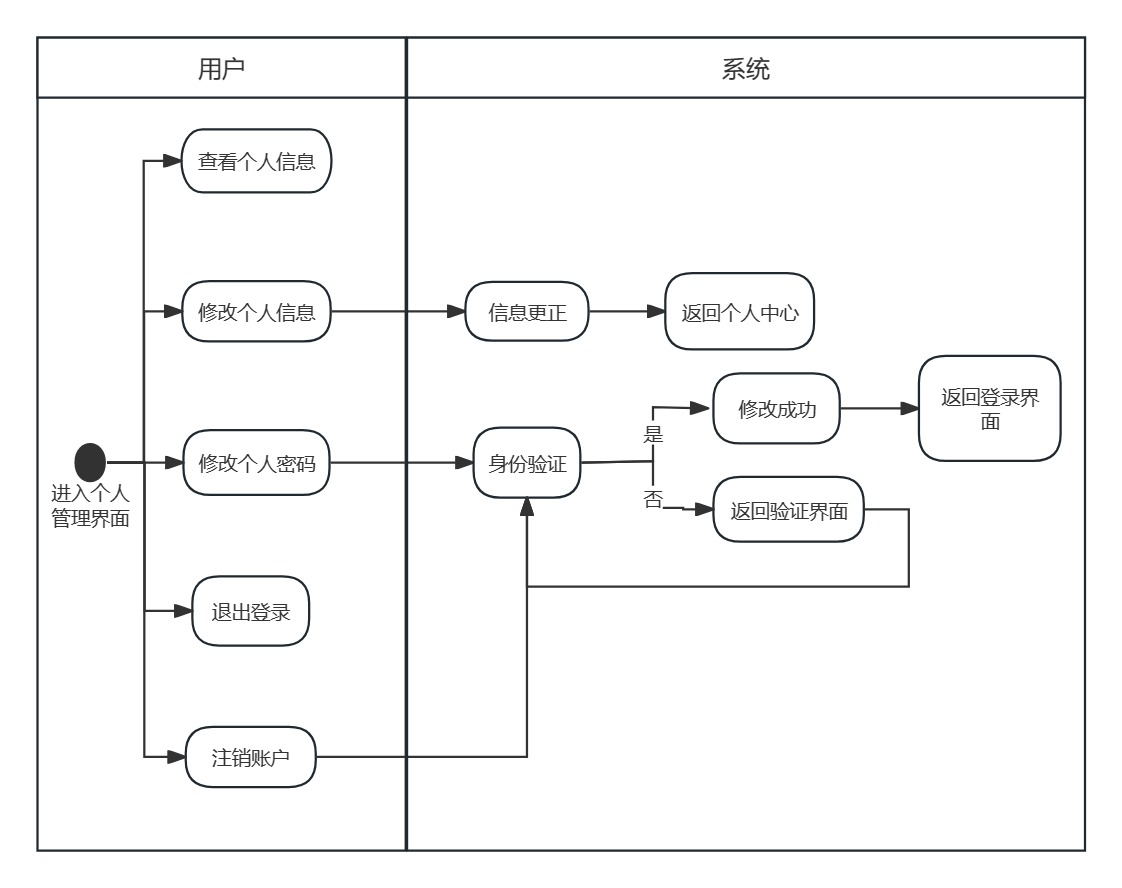 用户
系统
查看个人信息
修改个人信息
信息更正
返回个人中心
修改成功
返回登录界
面
是
修改个人密码
身份验证
进入个人
管理界面
否
返回验证界面
退出登录
注销账户